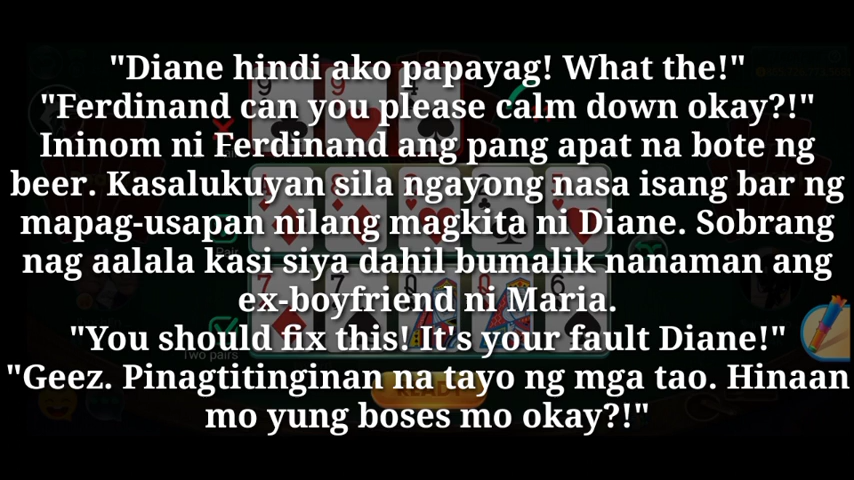 "Diane hindi ako papayag! What the!"
"Ferdinand can you please calm down okay?!"
Ininom ni Ferdinand ang pang apat na bote ng
beer. Kasalukuyan sila ngayong nasa isang bar ng
mapag-usapan nilang magkita ni Diane. Sobrang
nag aalala kasi siya dahil bumalik nanaman ang
ex-boyfriend ni Maria.
"You should fix this! It's your fault Diane!"
Two pairs
"Geez. Pinagtitinginan na tayo ng mga tao. Hinaan
READY
mo yung boses mo okay?!"